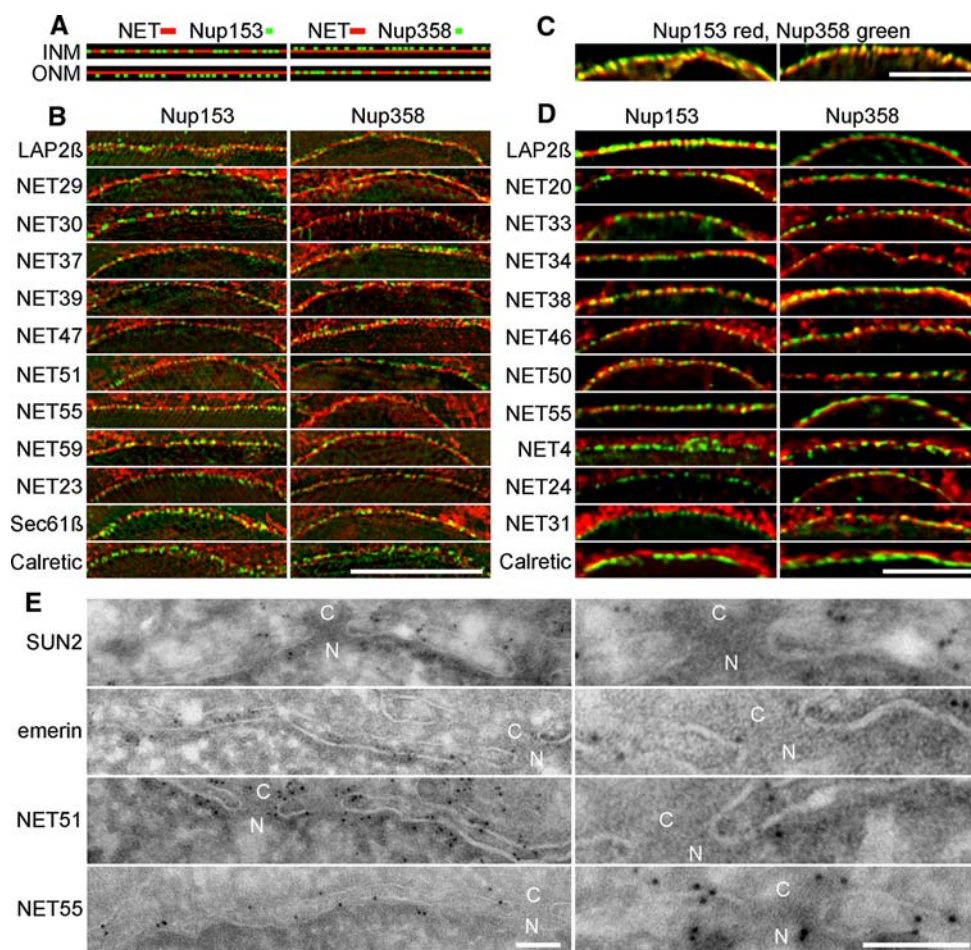 A NET Nup153 NET Nup358
INM
ONM
C Nup153 red, Nup358 green
B Nup153 Nup358
LAP2ß
NET29
NET30
NET37
NET39
NET47
NET51
NET55
NET59
NET23
Sec61ß
Calretic
D Nup153 Nup358
LAP2ß
NET20
NET33
NET34
NET38
NET46
NET50
NET55
NET4
NET24
NET31
Calretic
E
SUN2 C N C N
emerin C N C N
NET51 C N C N
NET55 C N C N